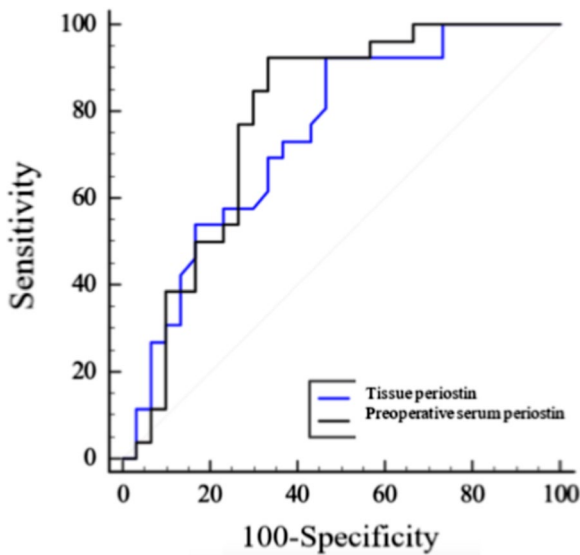 100
80
60
40
20
0
Sensitivity
Tissue periostin
Preoperative serum periostin
0 20 40 60 80 100
100-Specificity